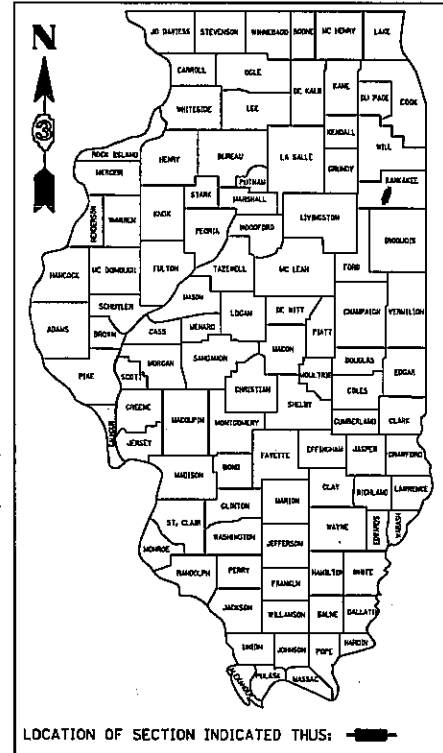 N
JO DAVIESS STEVENSON WINNEBAGO BOONE MC HENRY LAKE
CARROLL OGLE DE KALB KANE DU PAGE COOK
WHITESIDE LEE KENDALL WILL
ROCK ISLAND HENRY BUREAU LA SALLE GRUNDY
MERCER PUTNAM KANKAKEE
HENDERSON WARREN KNOX STARK MARSHALL LIVINGSTON
PEORIA WOODFORD IROQUOIS
HANCOCK MC DONOUGH FULTON TAZEWELL MC LEAN FORD
SCHUYLER MASON LOGAN DE WITT CHAMPAIGN VERMILION
ADAMS BROWN CASS MENARD PIATT
MORGAN SANGAMON MACON DOUGLAS EDGAR
PIKE SCOTT CHRISTIAN MOULTRIE COLES
GREENE MACOUPIN SHELBY
CALHOUN JERSEY MONTGOMERY CUMBERLAND CLARK
FAYETTE EFFINGHAM JASPER CRAWFORD
MADISON BOND CLAY RICHLAND LAWRENCE
CLINTON MARION
ST. CLAIR WASHINGTON WAYNE EDWARDS WABASH
MONROE JEFFERSON
RANDOLPH PERRY FRANKLIN HAMILTON WHITE
JACKSON WILLAMSON SALINE GALLATIN
UNION JOHNSON POPE HARDIN
ALEXANDER PULASKI MASSAC
LOCATION OF SECTION INDICATED THUS: